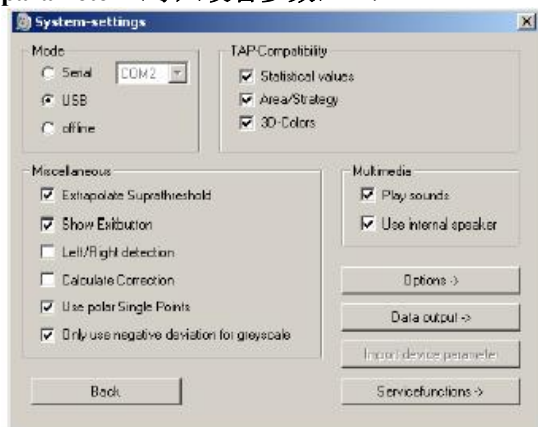 System-settings
Mode
Serial COM2
USB
offline
TAP-Compatibility
Statistical values
Area/Strategy
3D-Colors
Miscellaneous
Extrapolate Suprathreshold
Show Exitbutton
Left/Right detection
Calculate Correction
Use polar Single Points
Only use negative deviation for greyscale
Multimedia
Play sounds
Use internal speaker
Options ->
Data output ->
Import device parameter
Servicefunctions ->
Back